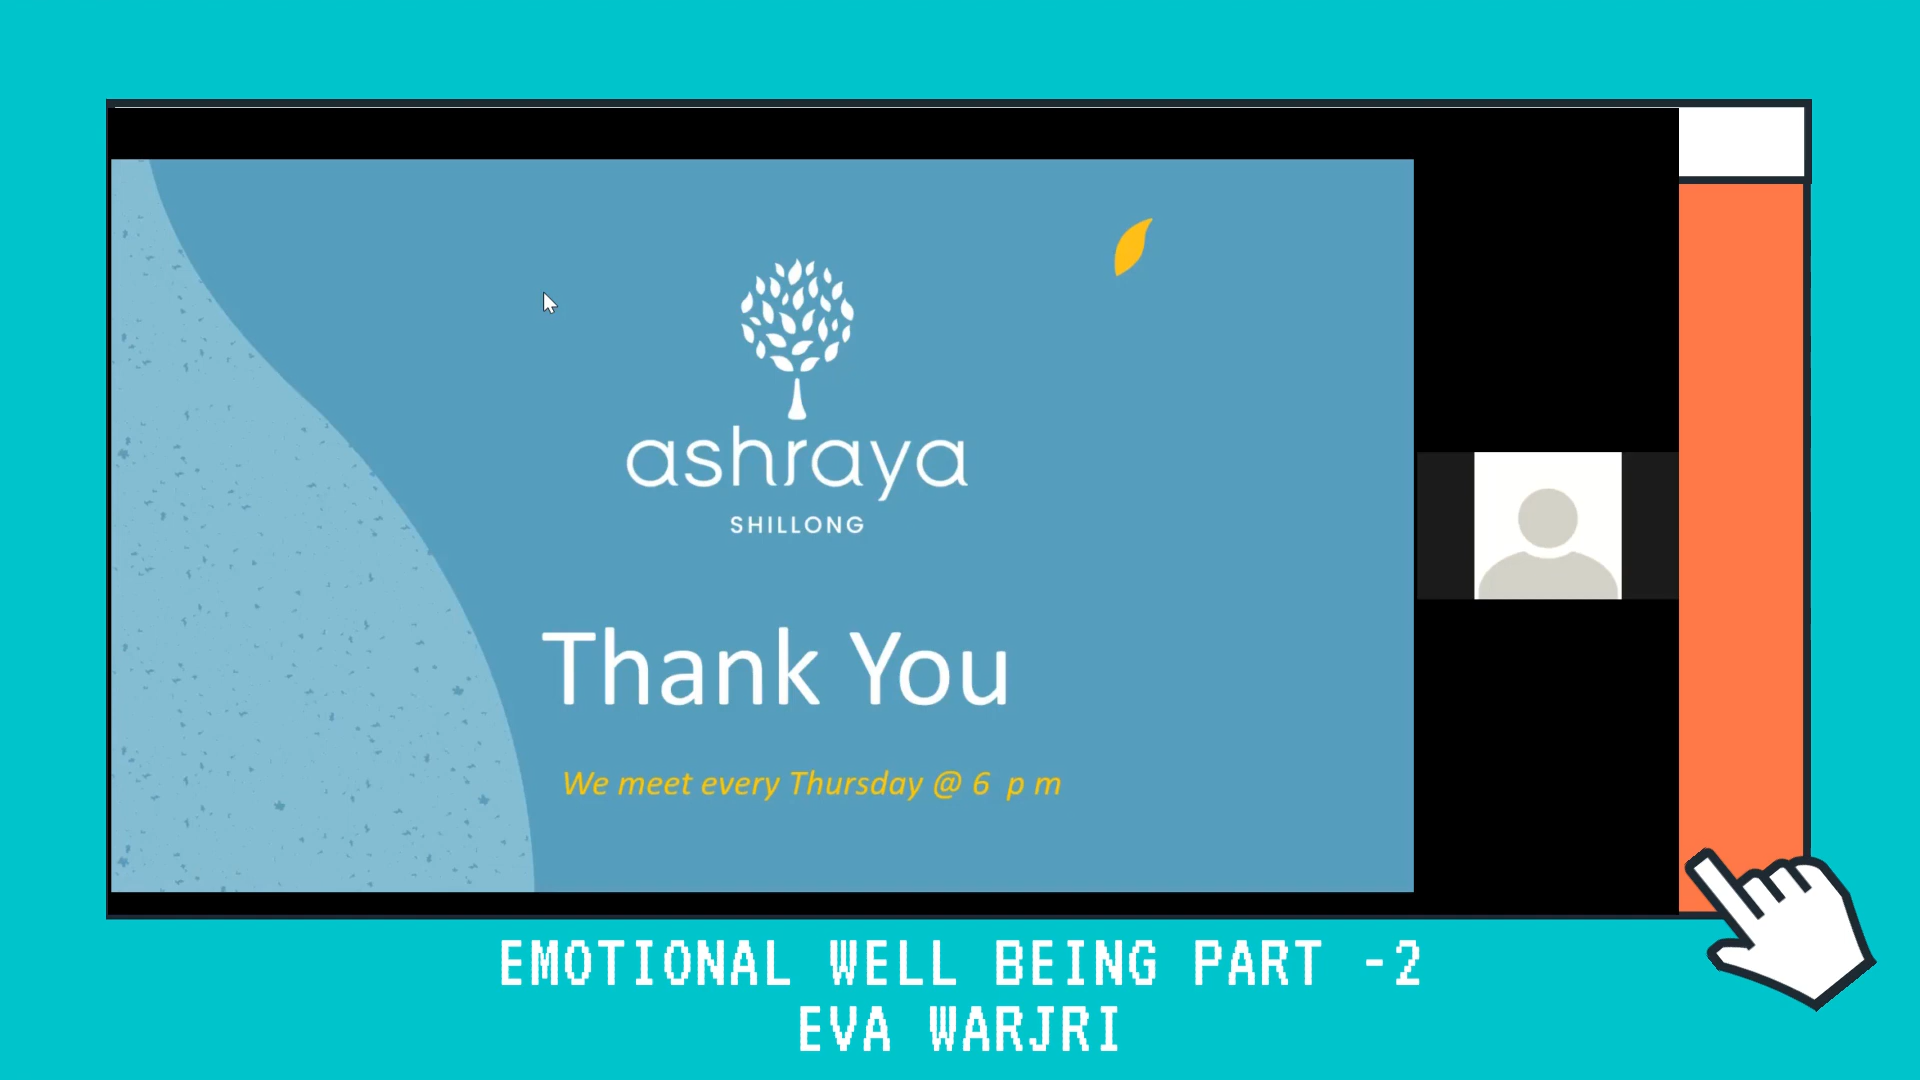 ashraya
SHILLONG
Thank You
We meet every Thursday @ 6 p m
EMOTIONAL WELL BEING PART -2
EVA WARJRI